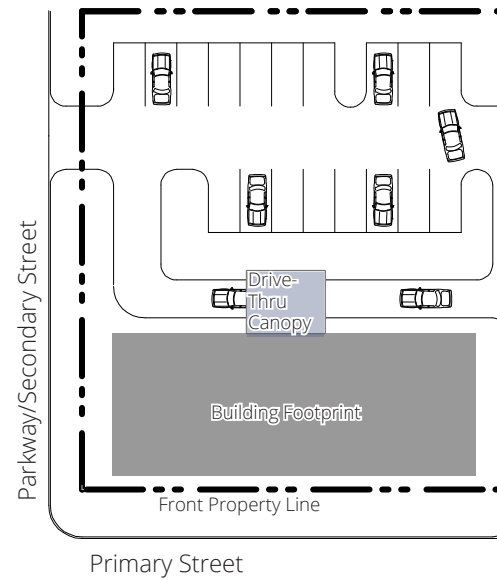 Drive-
Thru
Canopy
Parkway/Secondary Street
Building Footprint
Front Property Line
Primary Street